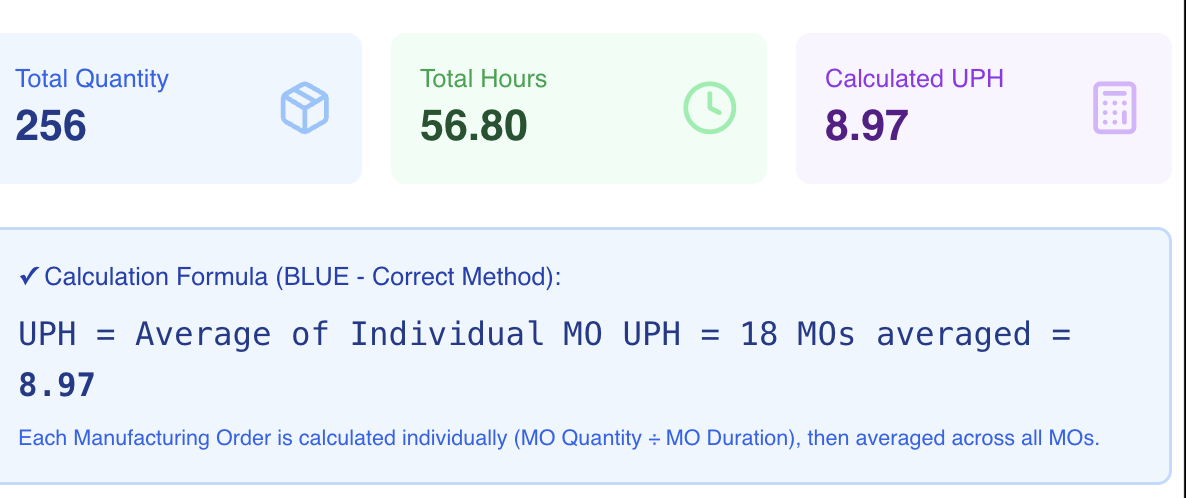 Total Quantity
256
Total Hours
56.80
Calculated UPH
8.97
✓ Calculation Formula (BLUE - Correct Method):
UPH = Average of Individual MO UPH = 18 MOs averaged =
8.97
Each Manufacturing Order is calculated individually (MO Quantity ÷ MO Duration), then averaged across all MOs.